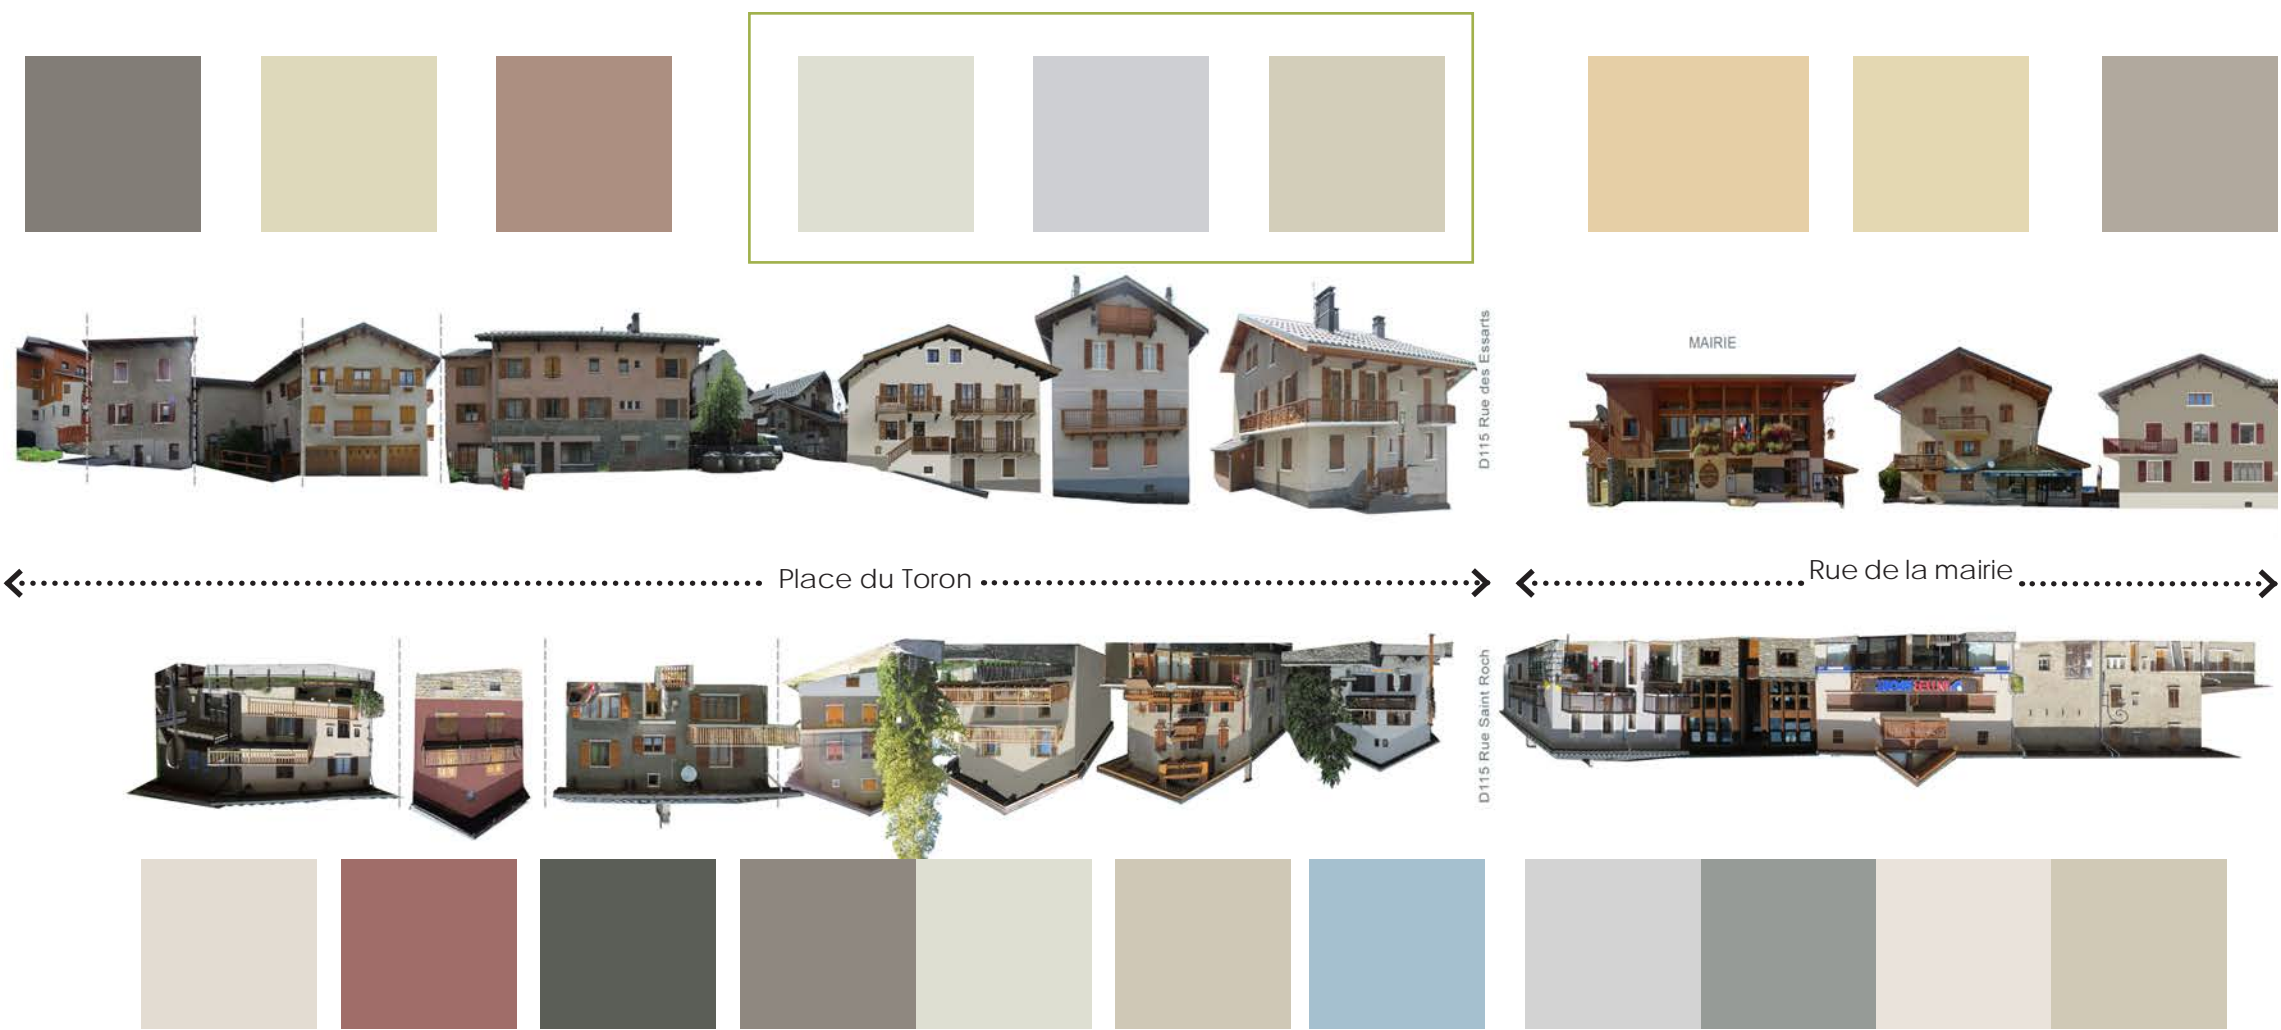 D115 Rue des Essarts
MAIRIE
Place du Toron
Rue de la mairie
D115 Rue Saint Roch